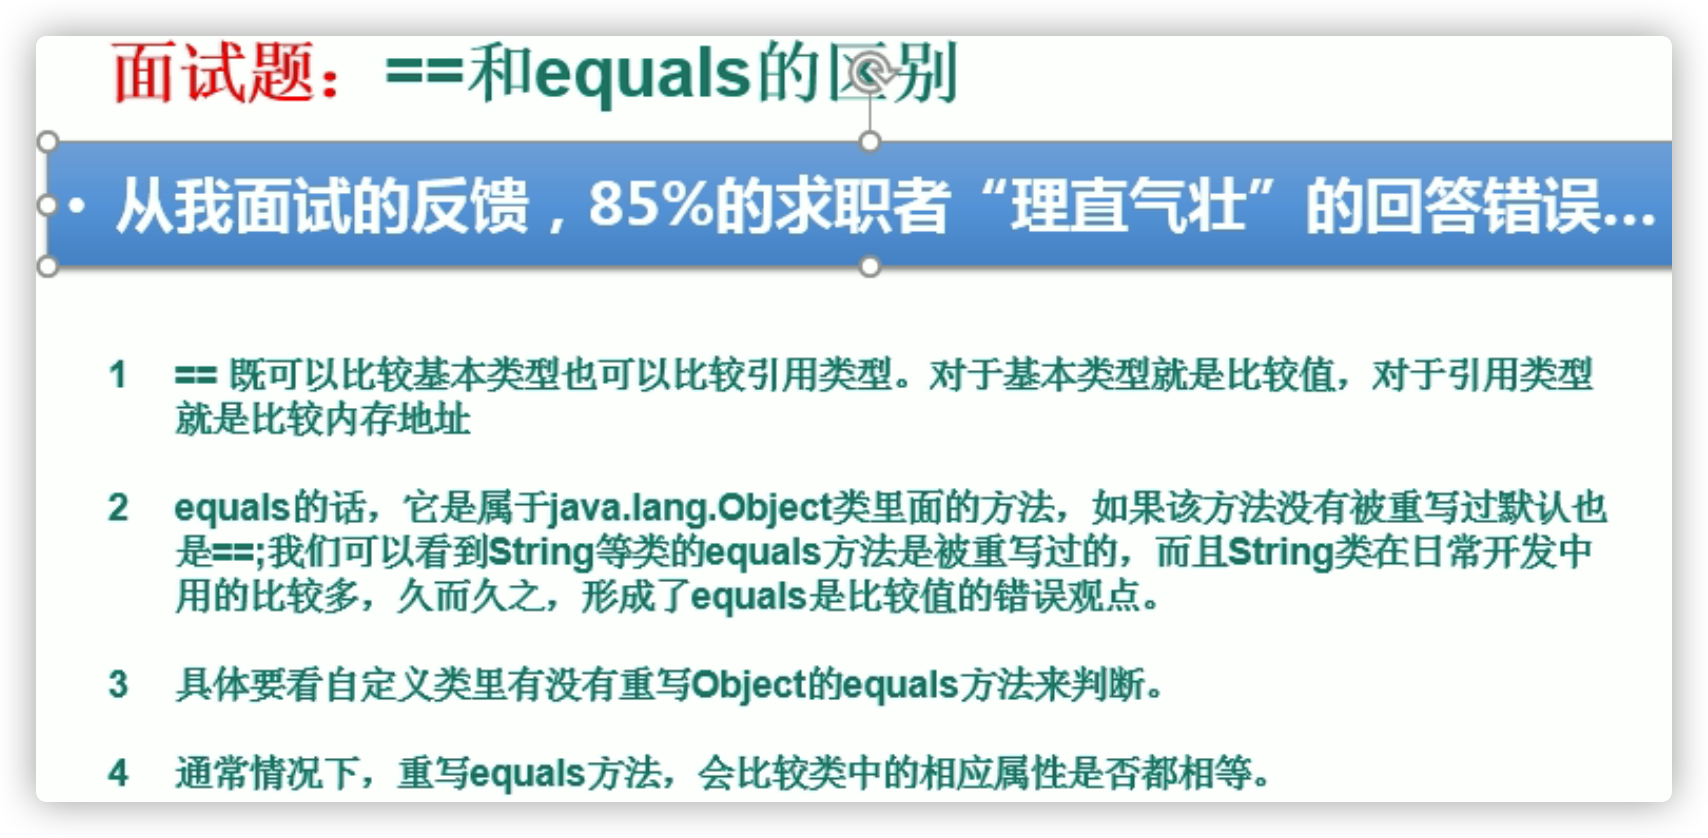 面试题：==和equals的区别
• 从我面试的反馈，85%的求职者“理直气壮”的回答错误...
1 == 既可以比较基本类型也可以比较引用类型。对于基本类型就是比较值，对于引用类型
就是比较内存地址
2 equals的话，它是属于java.lang.Object类里面的方法，如果该方法没有被重写过默认也
是==;我们可以看到String等类的equals方法是被重写过的，而且String类在日常开发中
用的比较多，久而久之，形成了equals是比较值的错误观点。
3 具体要看自定义类里有没有重写Object的equals方法来判断。
4 通常情况下，重写equals方法，会比较类中的相应属性是否都相等。